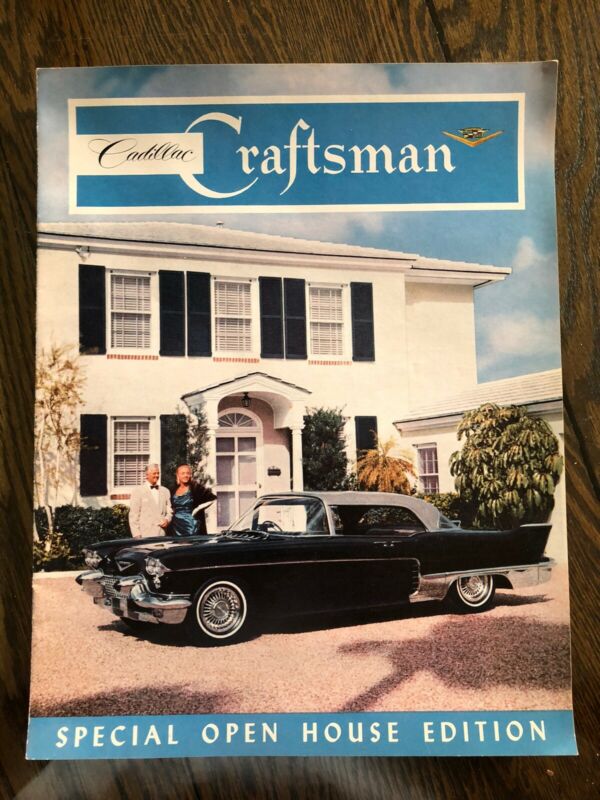 Cadillac Craftsman
SPECIAL OPEN HOUSE EDITION